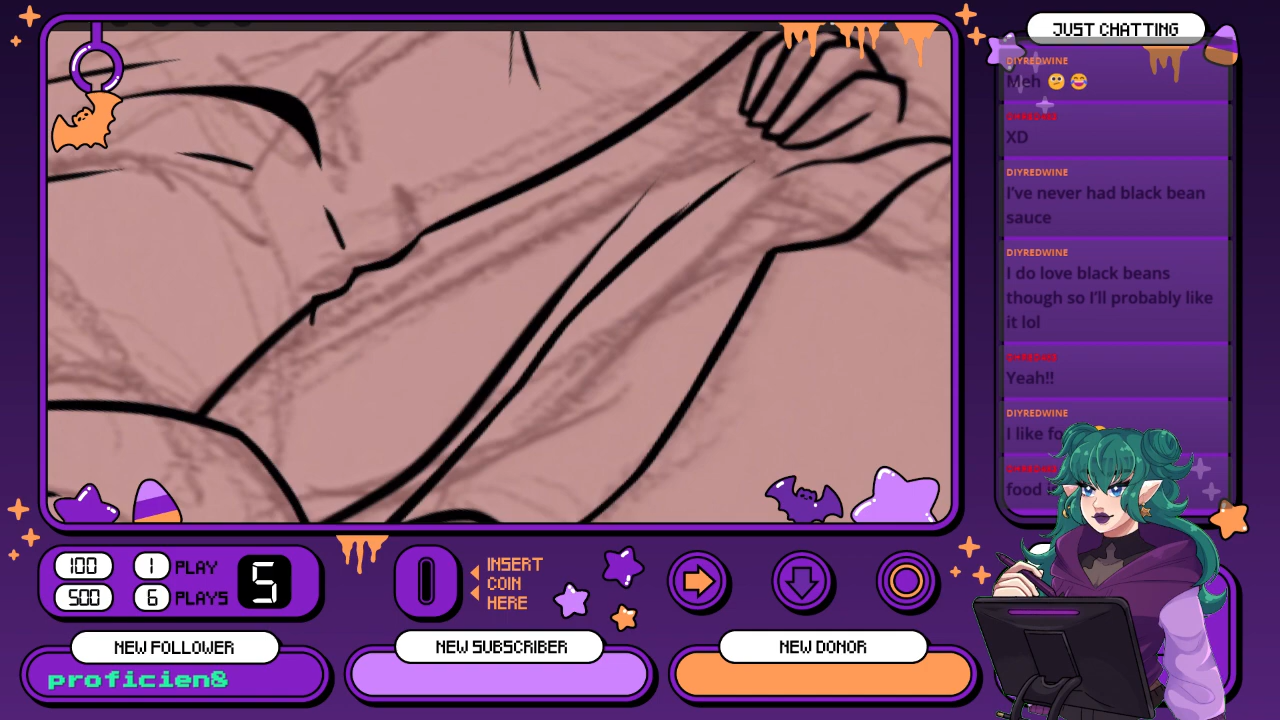 JUST CHATTING
DIYREDWINE
Meh
XD
DIYREDWINE
I've never had black bean
sauce
DIYREDWINE
I do love black beans
though so I'll probably like
it lol
Yeah!!
DIYREDWINE
I like fo
food
100
1 PLAY
500
6 PLAYS
5
INSERT
COIN
HERE
NEW FOLLOWER
proficien&
NEW SUBSCRIBER
NEW DONOR